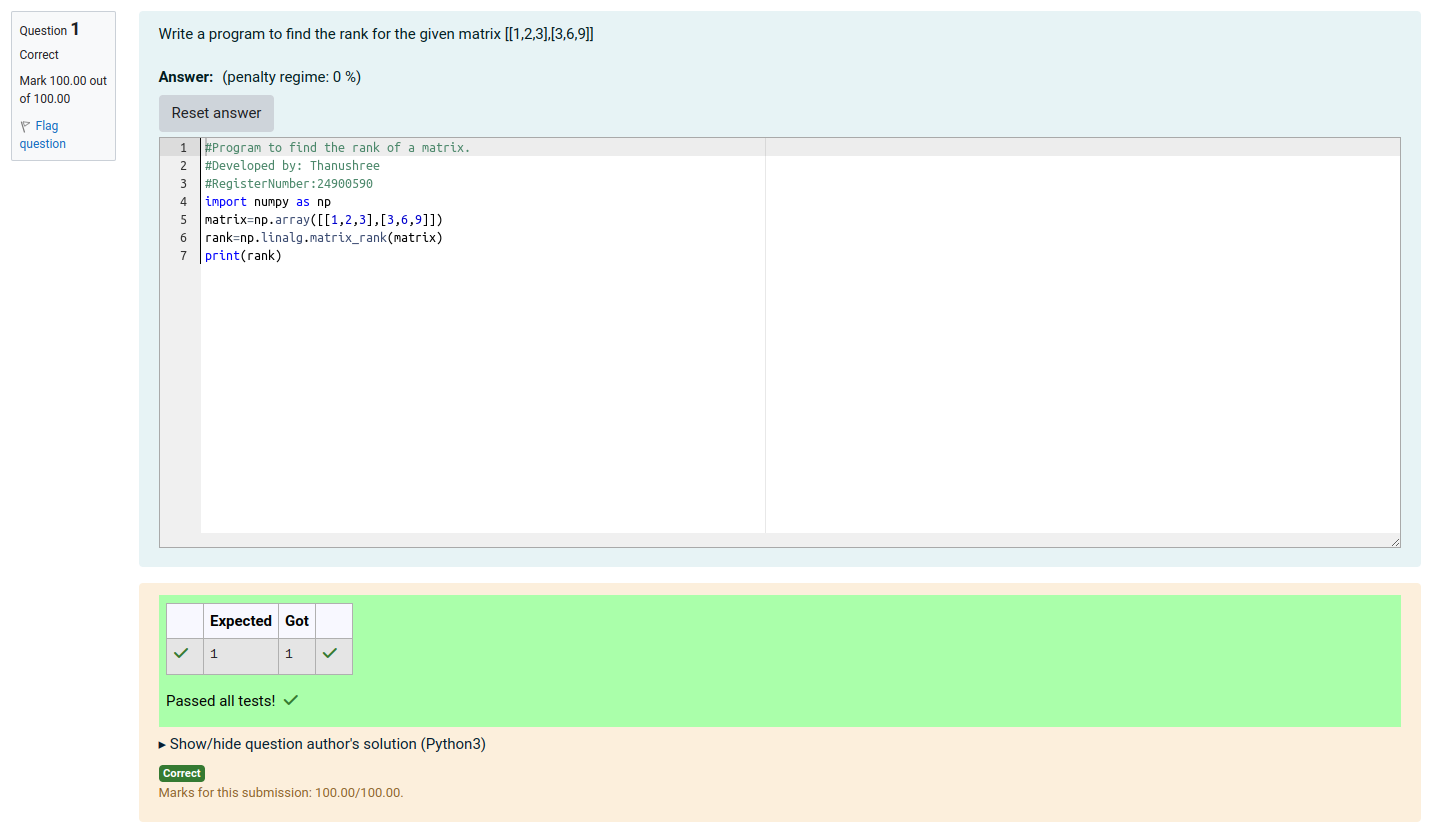 Question 1
Correct
Mark 100.00 out
of 100.00
Flag
question
Write a program to find the rank for the given matrix [[1,2,3],[3,6,9]]
Answer: (penalty regime: 0 %)
Reset answer
1 #Program to find the rank of a matrix.
2 #Developed by: Thanushree
3 #RegisterNumber:24900590
4 import numpy as np
5 matrix=np.array([[1,2,3],[3,6,9]])
6 rank=np.linalg.matrix_rank(matrix)
7 print(rank)
Expected Got
1 1
Passed all tests!
Show/hide question author's solution (Python3)
Correct
Marks for this submission: 100.00/100.00.